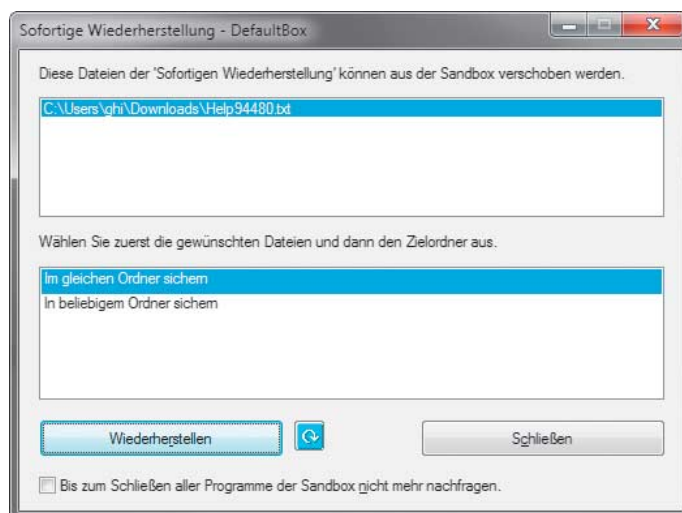 Sofortige Wiederherstellung - DefaultBox
Diese Dateien der 'Sofortigen Wiederherstellung' können aus der Sandbox verschoben werden.
C:\Users\ghi\Downloads\Help94480.txt
Wählen Sie zuerst die gewünschten Dateien und dann den Zielordner aus.
Im gleichen Ordner sichern
In beliebigem Ordner sichern
Wiederherstellen
Schließen
Bis zum Schließen aller Programme der Sandbox nicht mehr nachfragen.